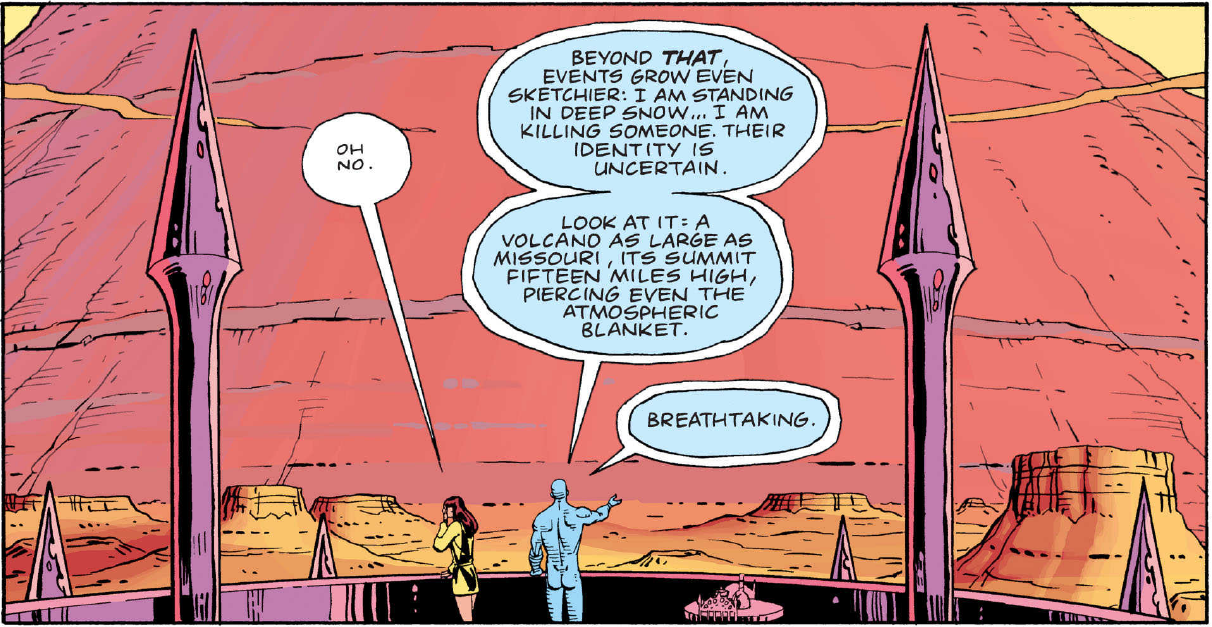 BEYOND THAT,
EVENTS GROW EVEN
SKETCHIER: I AM STANDING
IN DEEP SNOW... I AM
KILLING SOMEONE. THEIR
IDENTITY IS
UNCERTAIN.
OH
NO.
LOOK AT IT: A
VOLCANO AS LARGE AS
MISSOURI, ITS SUMMIT
FIFTEEN MILES HIGH,
PIERCING EVEN THE
ATMOSPHERIC
BLANKET.
BREATHTAKING.